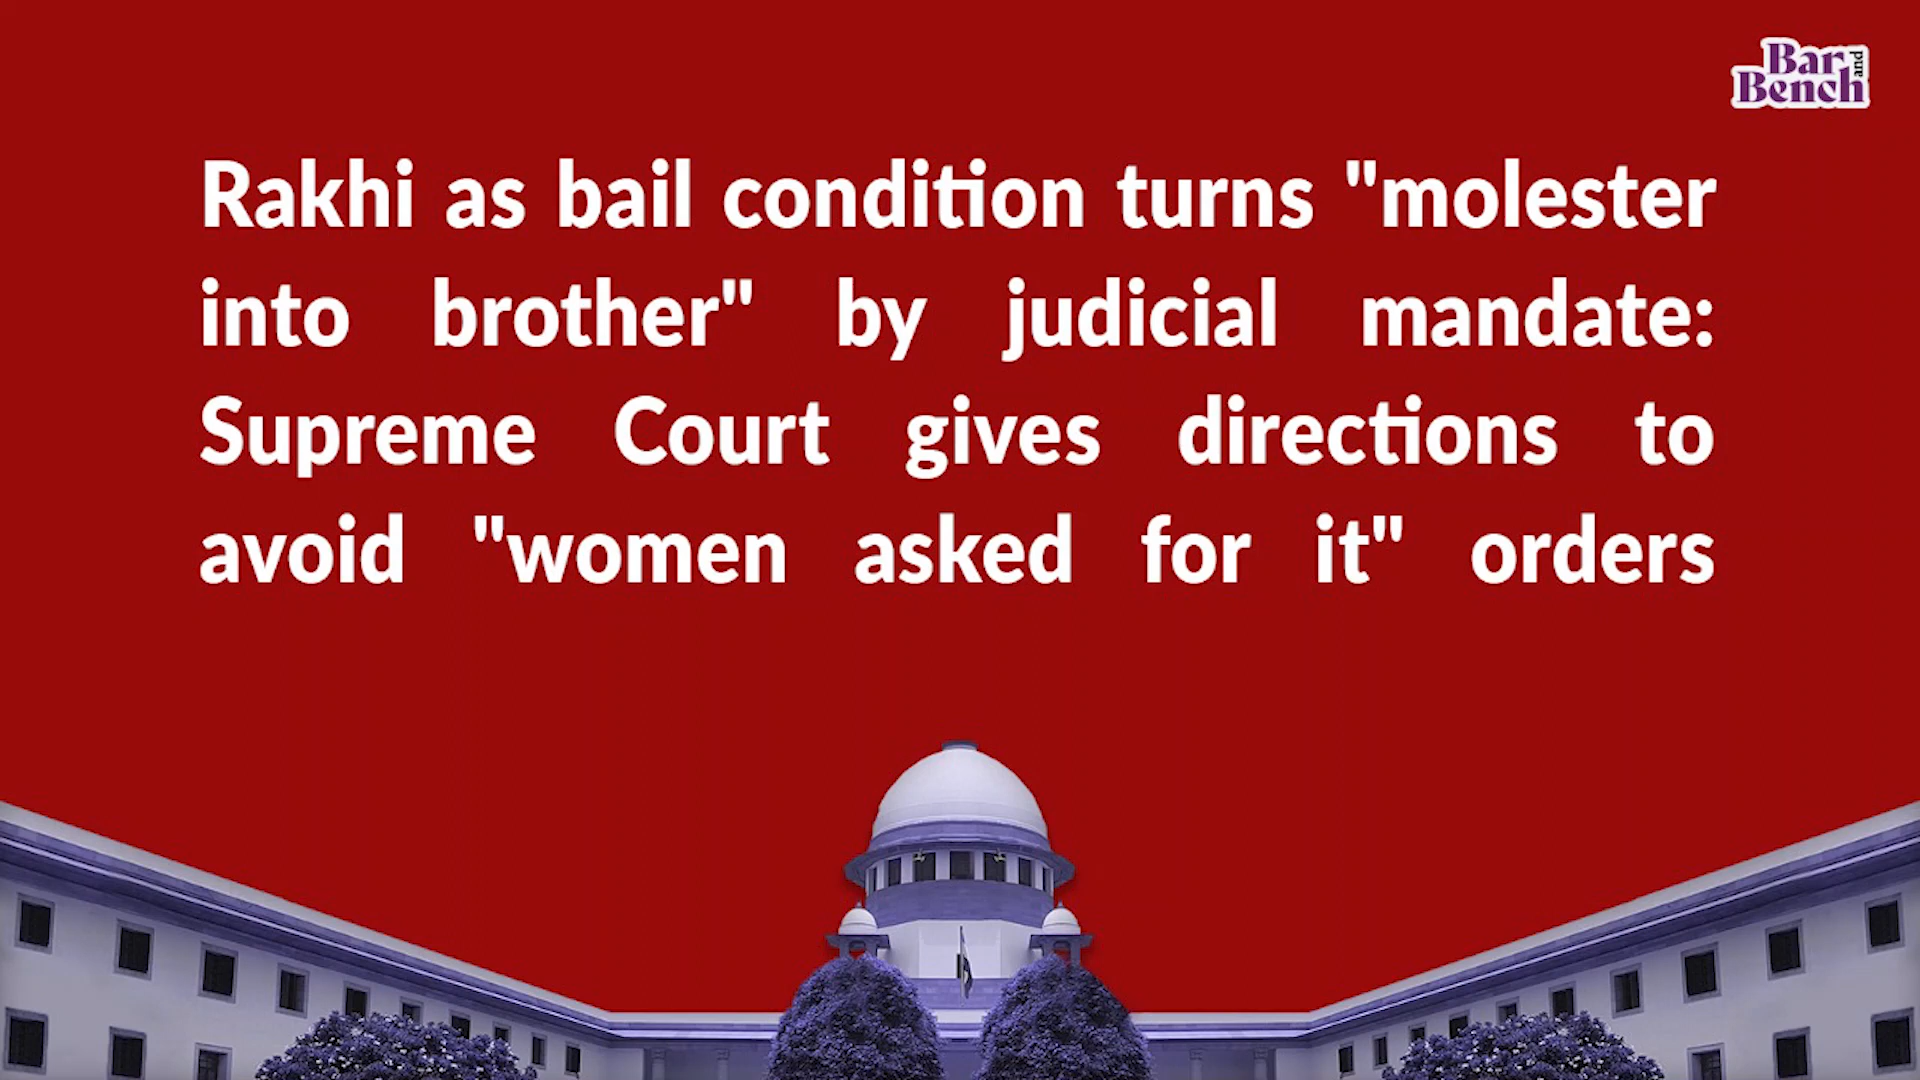 Bar and
Bench
Rakhi as bail condition turns "molester
into brother" by judicial mandate:
Supreme Court gives directions to
avoid "women asked for it" orders